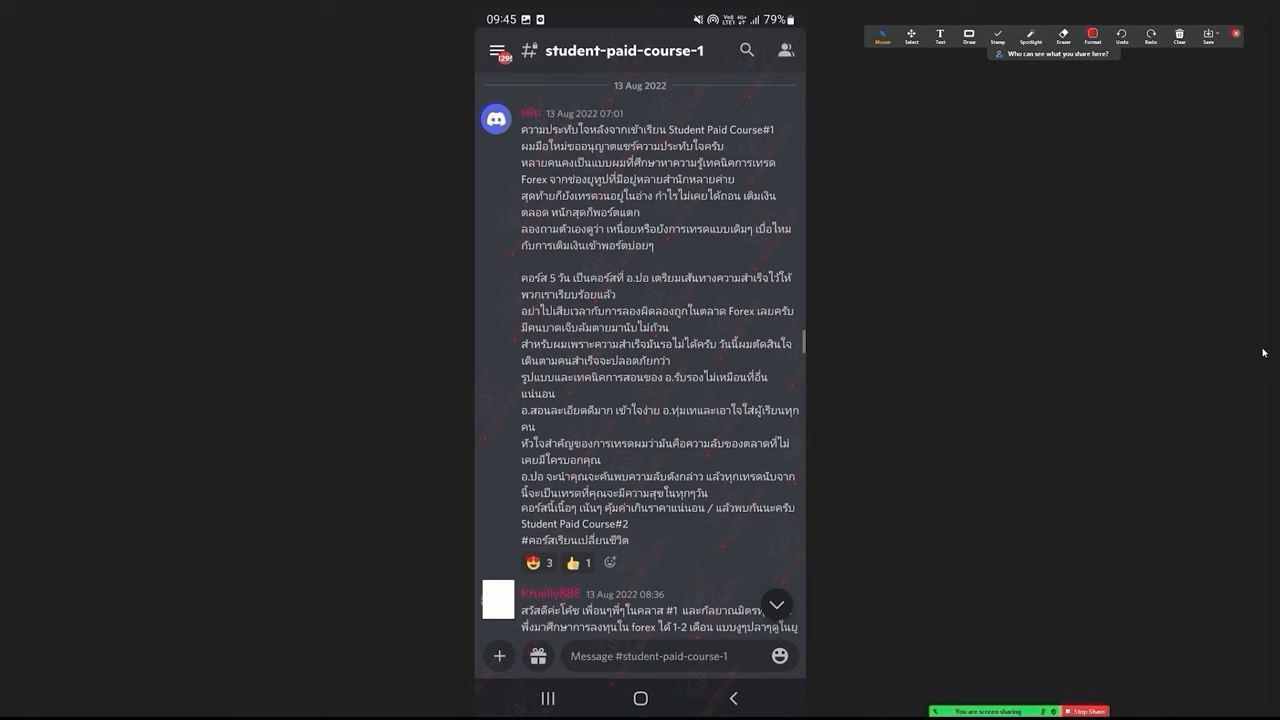 09:45 79%
Mouse Select Text Draw Stamp Spotlight Eraser Format Undo Redo Clear Save
Who can see what you share here?
student-paid-course-1
13 Aug 2022
13 Aug 2022 07:01
ความประทับใจหลังจากเข้าเรียน Student Paid Course#1
ผมมือใหม่ขออนุญาตแชร์ความประทับใจครับ
หลายคนคงเป็นแบบผมที่ศึกษาหาความรู้เทคนิคการเทรด
Forex จากช่องยูทูปที่มีอยู่หลายสำนักหลายค่าย
สุดท้ายก็ยังเทรดวนอยู่ในอ่าง กำไรไม่เคยได้ถอน เติมเงิน
ตลอด หนักสุดก็พอร์ตแตก
ลองถามตัวเองดูว่า เหนื่อยหรือยังการเทรดแบบเดิมๆ เบื่อไหม
กับการเติมเงินเข้าพอร์ตบ่อยๆ
คอร์ส 5 วัน เป็นคอร์สที่ อ.ปอ เตรียมเส้นทางความสำเร็จไว้ให้
พวกเราเรียบร้อยแล้ว
อย่าไปเสียเวลากับการลองผิดลองถูกในตลาด Forex เลยครับ
มีคนบาดเจ็บล้มตายมานับไม่ถ้วน
สำหรับผมเพราะความสำเร็จมันรอไม่ได้ครับ วันนี้ผมตัดสินใจ
เดินตามคนสำเร็จจะปลอดภัยกว่า
รูปแบบและเทคนิคการสอนของ อ.รับรองไม่เหมือนที่อื่น
แน่นอน
อ.สอนละเอียดดีมาก เข้าใจง่าย อ.ทุ่มเทและเอาใจใส่ผู้เรียนทุก
คน
หัวใจสำคัญของการเทรดผมว่ามันคือความลับของตลาดที่ไม่
เคยมีใครบอกคุณ
อ.ปอ จะนำคุณจะค้นพบความลับดังกล่าว แล้วทุกเทรดนับจาก
นี้จะเป็นเทรดที่คุณจะมีความสุขในทุกๆวัน
คอร์สนี้เนื้อๆ เน้นๆ คุ้มค่าเกินราคาแน่นอน / แล้วพบกันนะครับ
Student Paid Course#2
#คอร์สเรียนเปลี่ยนชีวิต
3 1
Kruelly888 13 Aug 2022 08:36
สวัสดีค่ะโค้ช เพื่อนๆพี่ๆในคลาส #1 และกัลยาณมิตร
พึ่งมาศึกษาการลงทุนใน forex ได้ 1-2 เดือน แบบงูๆปลาๆดูในยู
Message #student-paid-course-1
You are screen sharing Stop Share